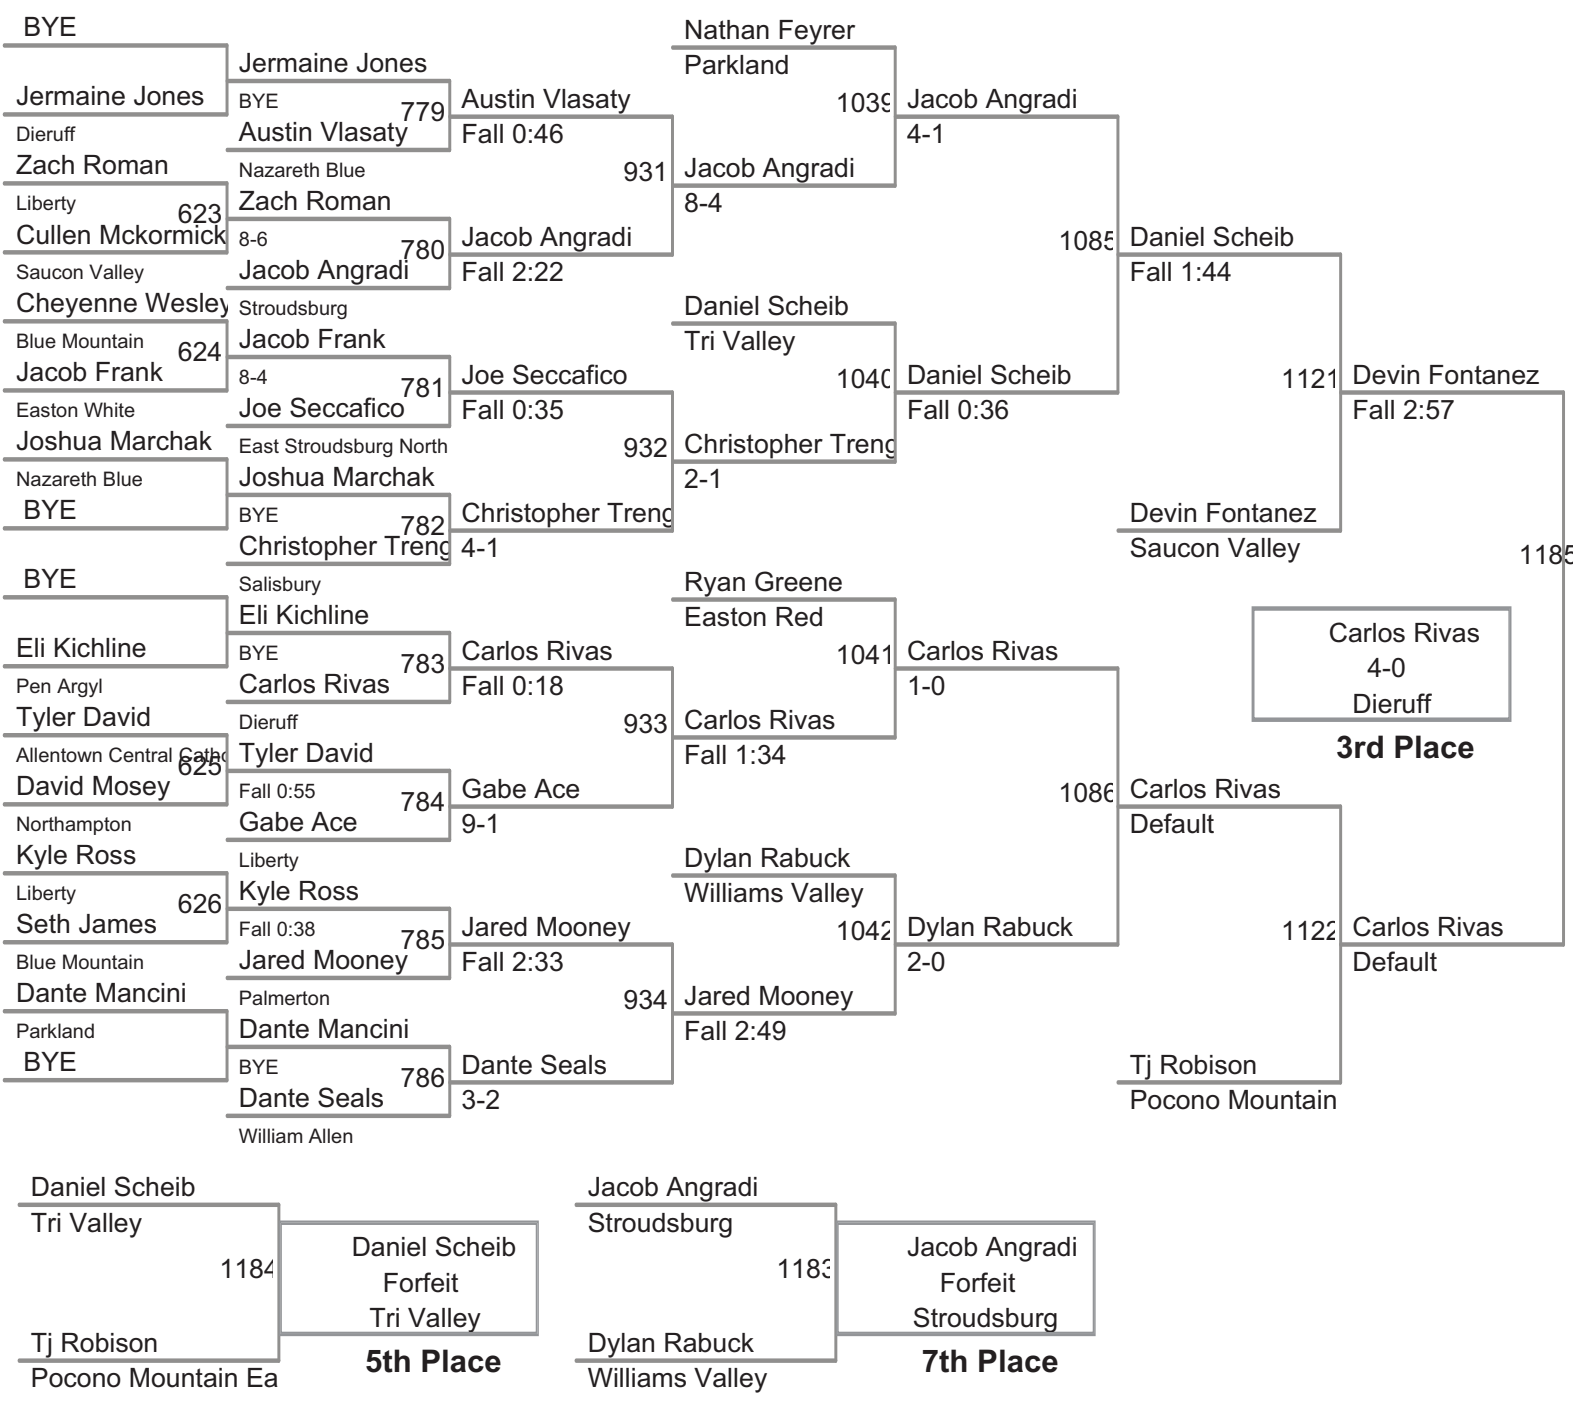 BYE
Jermaine Jones
Dieruff
Zach Roman
Liberty
623
Cullen Mckormick
Saucon Valley
Cheyenne Wesley
Blue Mountain
624
Jacob Frank
Easton White
Joshua Marchak
Nazareth Blue
BYE
BYE
Eli Kichline
Pen Argyl
Tyler David
Allentown Central Catho
625
David Mosey
Northampton
Kyle Ross
Liberty
626
Seth James
Blue Mountain
Dante Mancini
Parkland
BYE
Jermaine Jones
BYE
779
Austin Vlasaty
Nazareth Blue
Zach Roman
8-6
780
Jacob Angradi
Stroudsburg
Jacob Frank
8-4
781
Joe Seccafico
East Stroudsburg North
Joshua Marchak
BYE
782
Christopher Treng
Salisbury
Eli Kichline
BYE
783
Carlos Rivas
Dieruff
Tyler David
Fall 0:55
784
Gabe Ace
Liberty
Kyle Ross
Fall 0:38
785
Jared Mooney
Palmerton
Dante Mancini
BYE
786
Dante Seals
William Allen
Austin Vlasaty
Fall 0:46
931
Jacob Angradi
Fall 2:22
Joe Seccafico
Fall 0:35
932
Christopher Treng
4-1
Carlos Rivas
Fall 0:18
933
Gabe Ace
9-1
Jared Mooney
Fall 2:33
934
Dante Seals
3-2
Nathan Feyrer
Parkland
1039
Jacob Angradi
8-4
Daniel Scheib
Tri Valley
1040
Christopher Treng
2-1
Ryan Greene
Easton Red
1041
Carlos Rivas
Fall 1:34
Dylan Rabuck
Williams Valley
1042
Jared Mooney
Fall 2:49
Jacob Angradi
4-1
1085
Daniel Scheib
Fall 0:36
Carlos Rivas
1-0
1086
Dylan Rabuck
2-0
Daniel Scheib
Fall 1:44
1121
Devin Fontanez
Saucon Valley
Carlos Rivas
Default
1122
Tj Robison
Pocono Mountain
Devin Fontanez
Fall 2:57
1185
Carlos Rivas
Default
Carlos Rivas
4-0
Dieruff
3rd Place
Daniel Scheib
Tri Valley
1184
Tj Robison
Pocono Mountain Ea
Daniel Scheib
Forfeit
Tri Valley
5th Place
Jacob Angradi
Stroudsburg
1183
Dylan Rabuck
Williams Valley
Jacob Angradi
Forfeit
Stroudsburg
7th Place